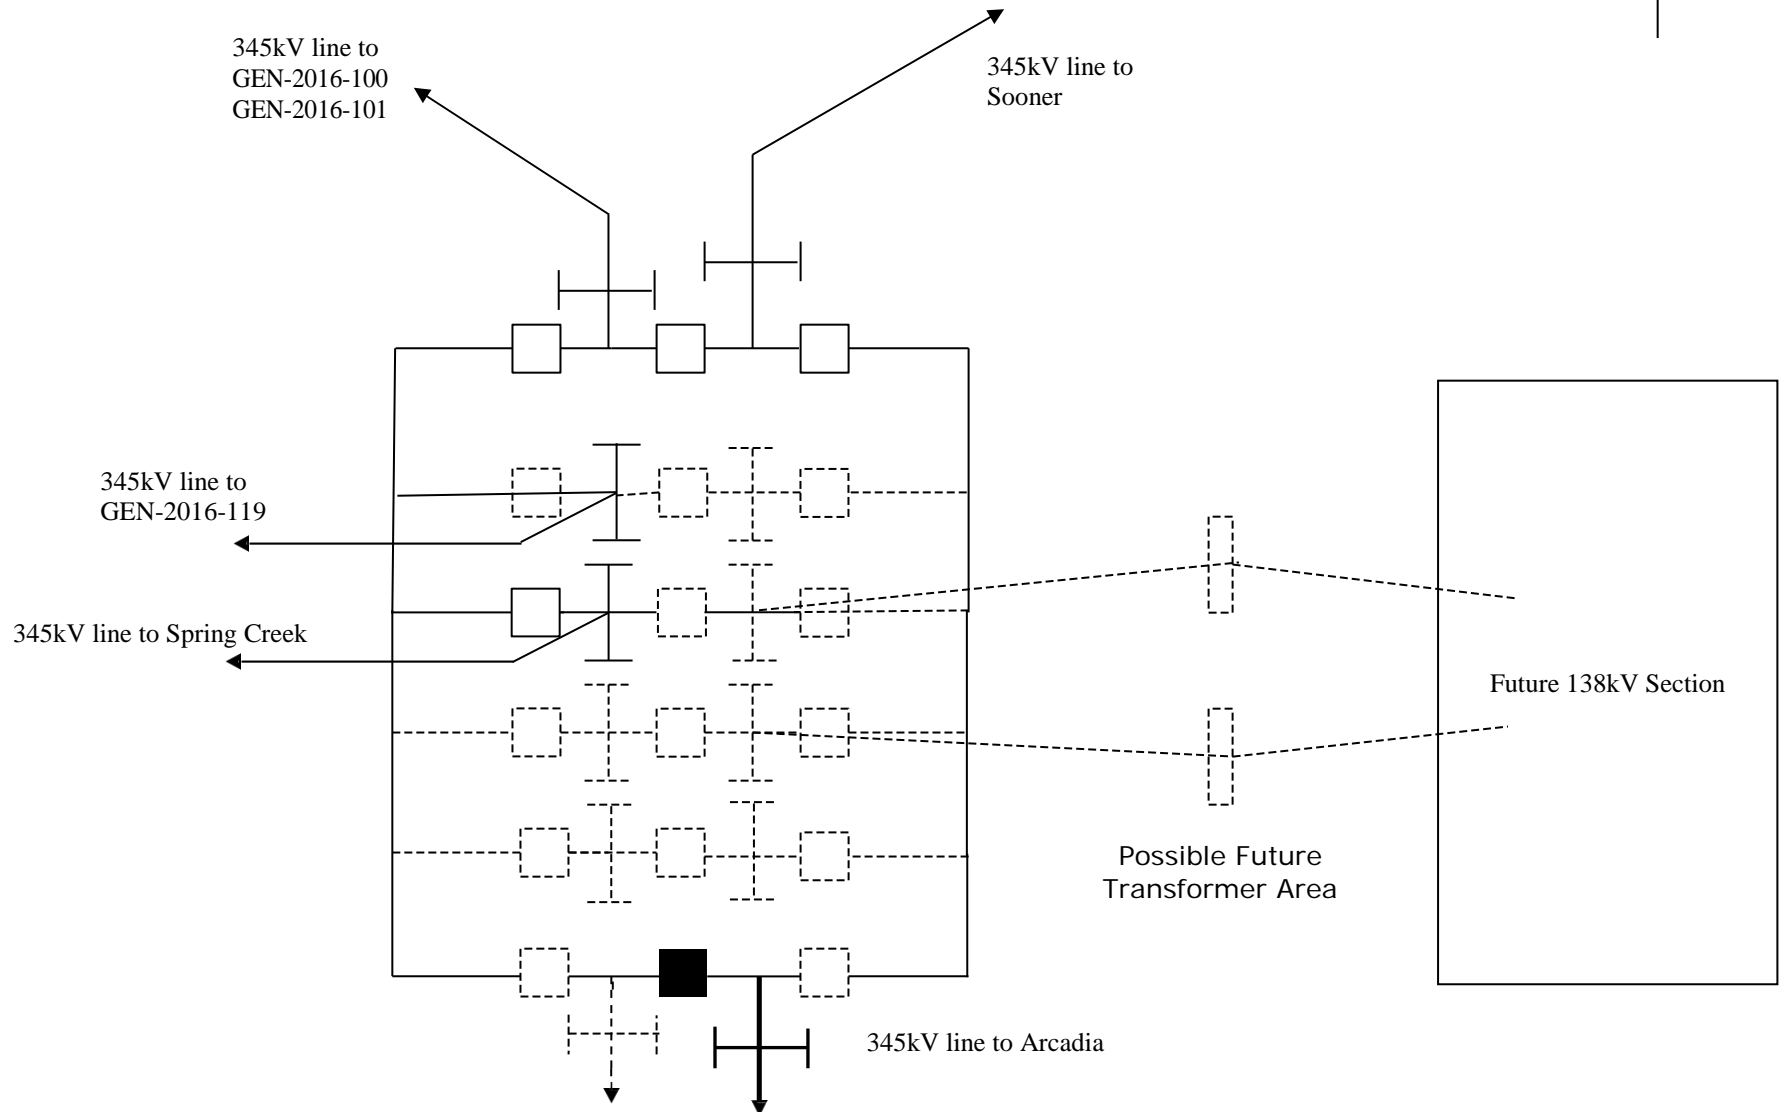 345kV line to
GEN-2016-100
GEN-2016-101
345kV line to
Sooner
345kV line to
GEN-2016-119
345kV line to Spring Creek
Future 138kV Section
Possible Future
Transformer Area
345kV line to Arcadia